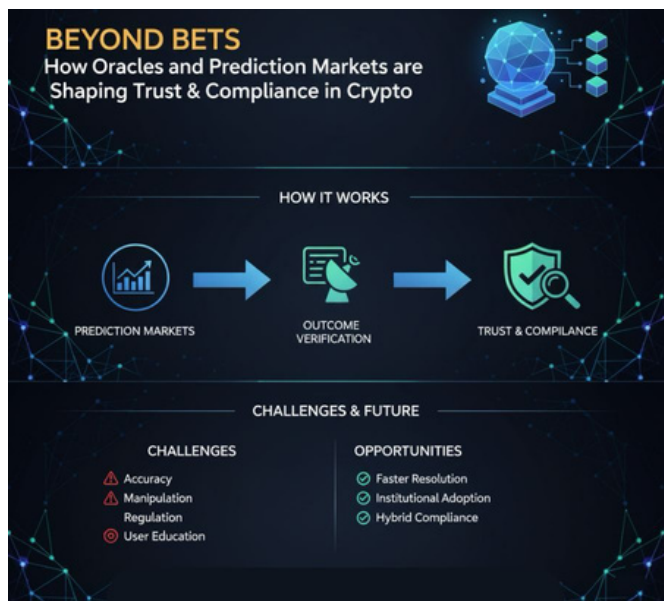 BEYOND BETS
How Oracles and Prediction Markets are
Shaping Trust & Compliance in Crypto
HOW IT WORKS
PREDICTION MARKETS
OUTCOME
VERIFICATION
TRUST & COMPILANCE
CHALLENGES & FUTURE
CHALLENGES
Accuracy
Manipulation
Regulation
User Education
OPPORTUNITIES
Faster Resolution
Institutional Adoption
Hybrid Compliance